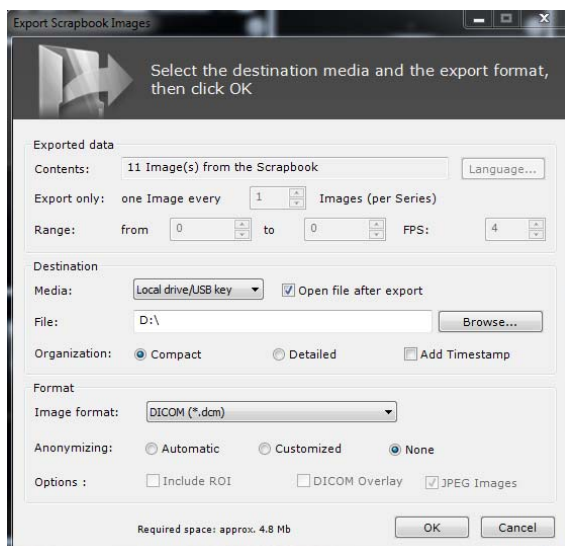 Export Scrapbook Images
Select the destination media and the export format,
then click OK
Exported data
Contents: 11 Image(s) from the Scrapbook Language...
Export only: one Image every 1 Images (per Series)
Range: from 0 to 0 FPS: 4
Destination
Media: Local drive/USB key Open file after export
File: D:\ Browse...
Organization: Compact Detailed Add Timestamp
Format
Image format: DICOM (*.dcm)
Anonymizing: Automatic Customized None
Options : Include ROI DICOM Overlay JPEG Images
Required space: approx. 4.8 Mb OK Cancel